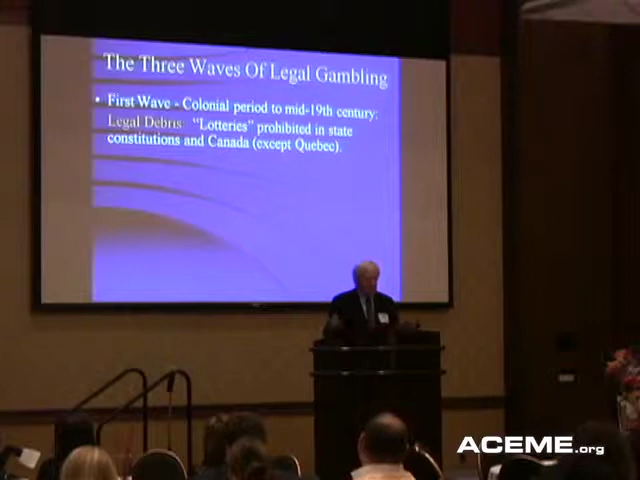 The Three Waves Of Legal Gambling
• First Wave - Colonial period to mid-19th century:
Legal Debris "Lotteries" prohibited in state
constitutions and Canada (except Quebec).
ACEME.org